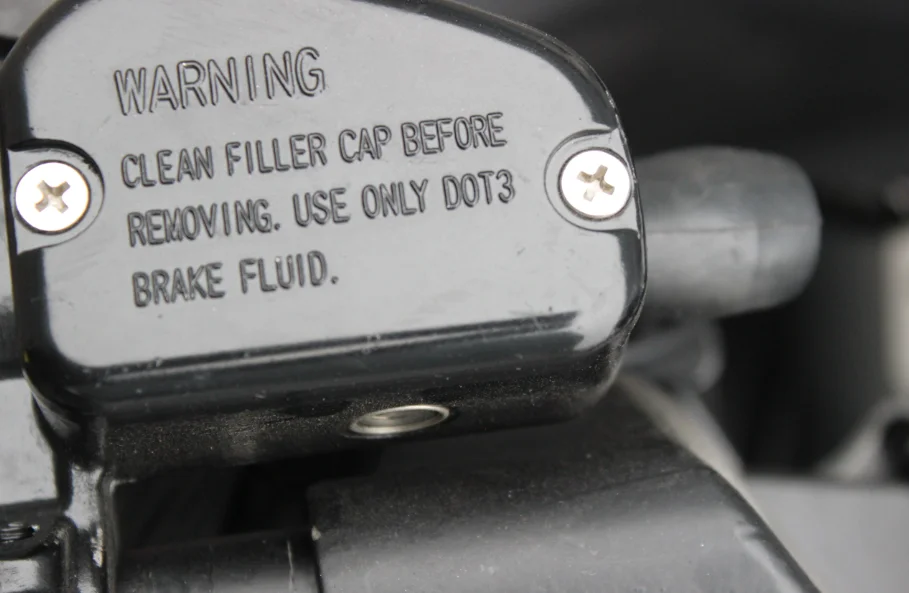 WARNING
CLEAN FILLER CAP BEFORE
REMOVING. USE ONLY DOT3
BRAKE FLUID.